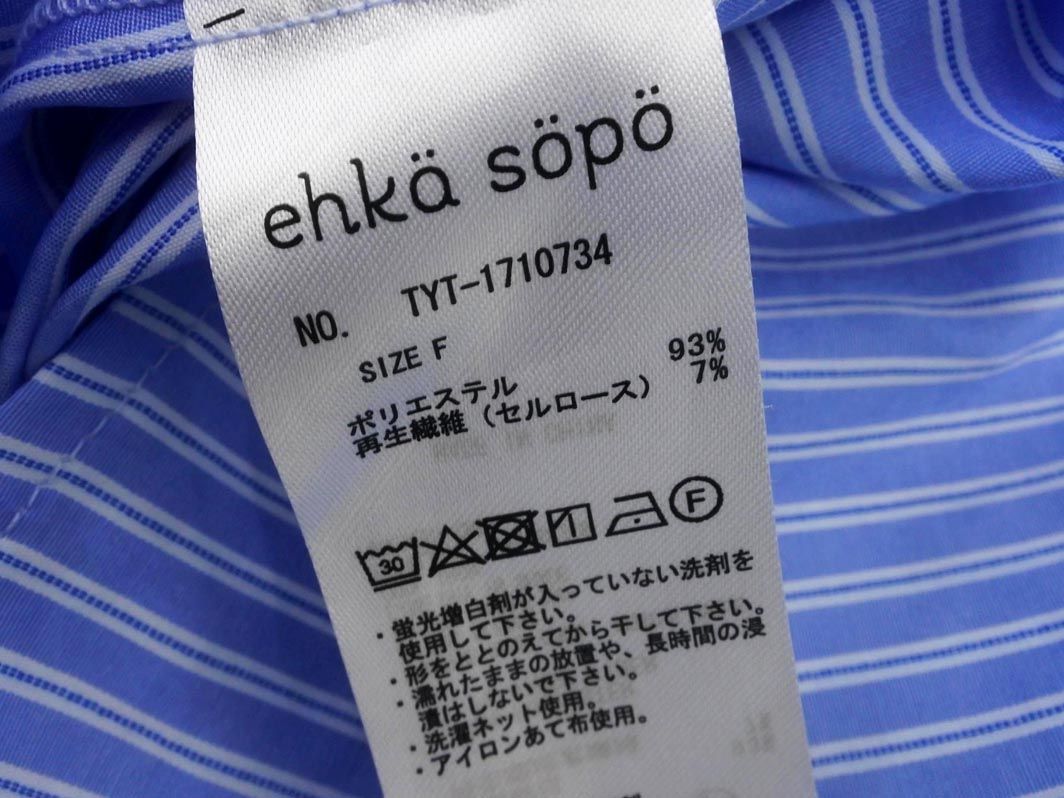 ehkä söpö
NO. TYT-1710734
SIZE F
ポリエステル 93%
再生繊維（セルロース） 7%
30 F
・蛍光増白剤が入っていない洗剤を
使用して下さい。
・形をととのえてから干して下さい。
・濡れたままの放置や、長時間の浸
漬はしないで下さい。
・洗濯ネット使用。
・アイロンあて布使用。